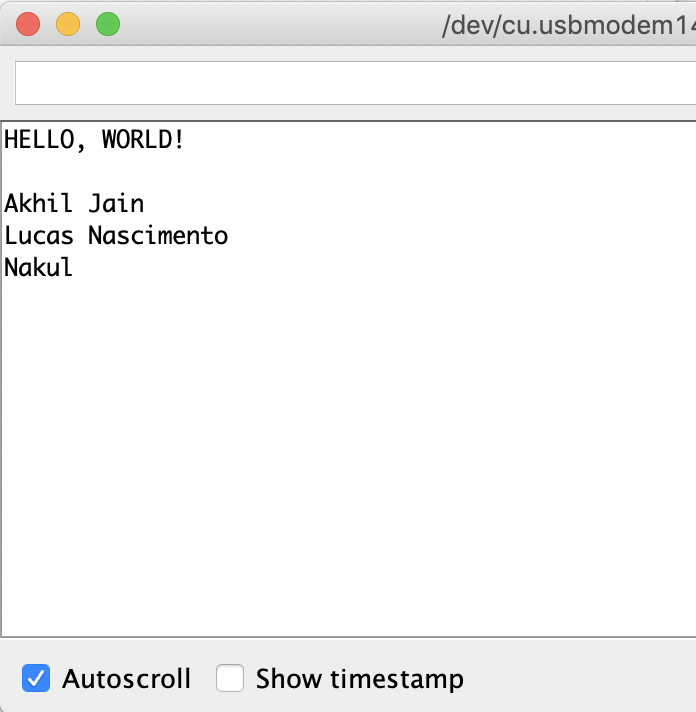 /dev/cu.usbmodem14
HELLO, WORLD!
Akhil Jain
Lucas Nascimento
Nakul
Autoscroll Show timestamp